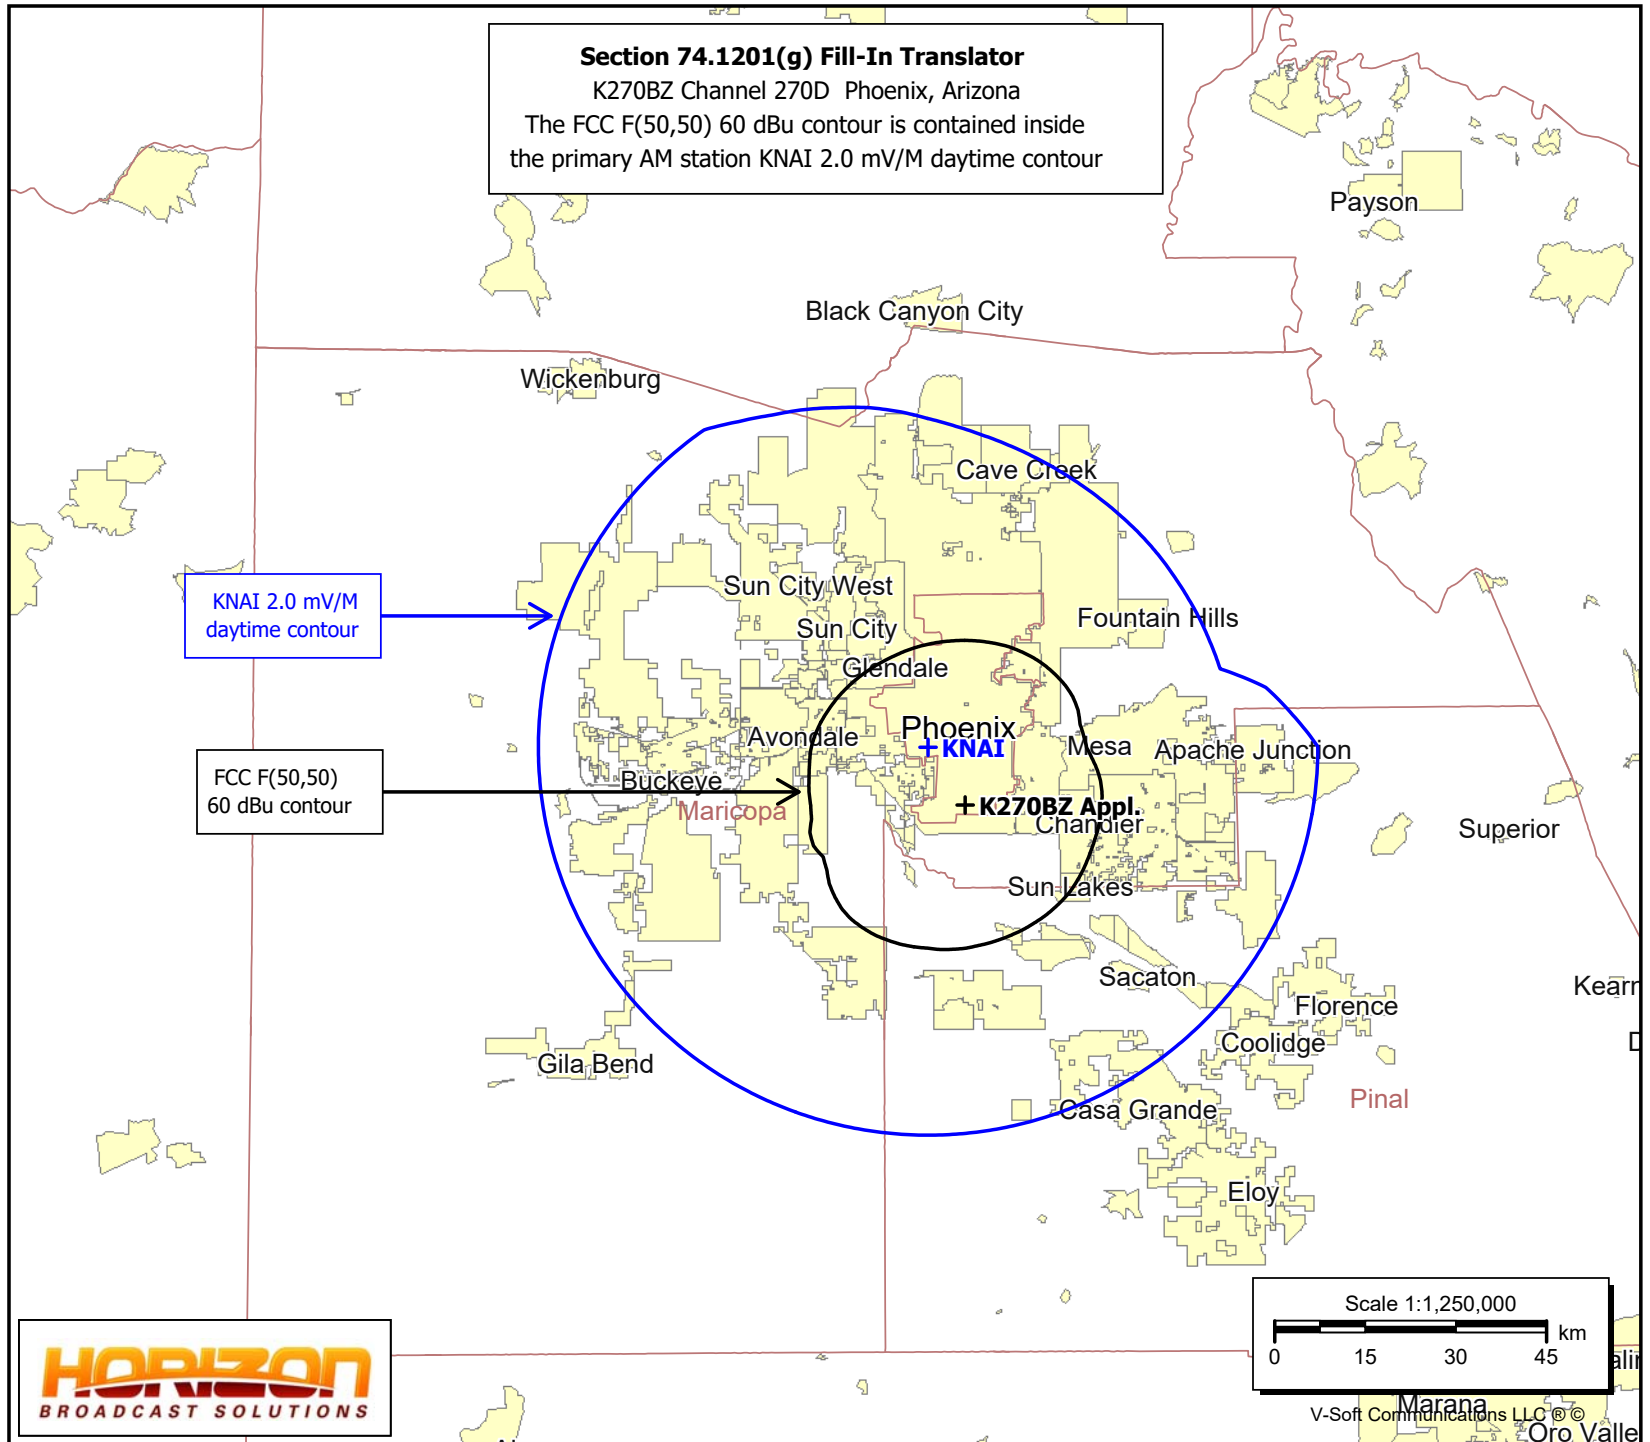 Section 74.1201(g) Fill-In Translator
K270BZ Channel 270D Phoenix, Arizona
The FCC F(50,50) 60 dBu contour is contained inside
the primary AM station KNAI 2.0 mV/M daytime contour
Payson
Black Canyon City
Wickenburg
Cave Creek
Sun City West
KNAI 2.0 mV/M
daytime contour
Fountain Hills
Sun City
Glendale
Phoenix
Avondale
KNAI
Mesa
Apache Junction
FCC F(50,50)
60 dBu contour
Buckeye
Maricopa
K270BZ Appl.
Chandler
Superior
Sun Lakes
Sacaton
Kearn
Florence
Coolidge
D
Gila Bend
Pinal
Casa Grande
Eloy
Scale 1:1,250,000
km
0 15 30 45
HORIZON
BROADCAST SOLUTIONS
Marana
V-Soft Communications LLC ® ©
Oro Valle